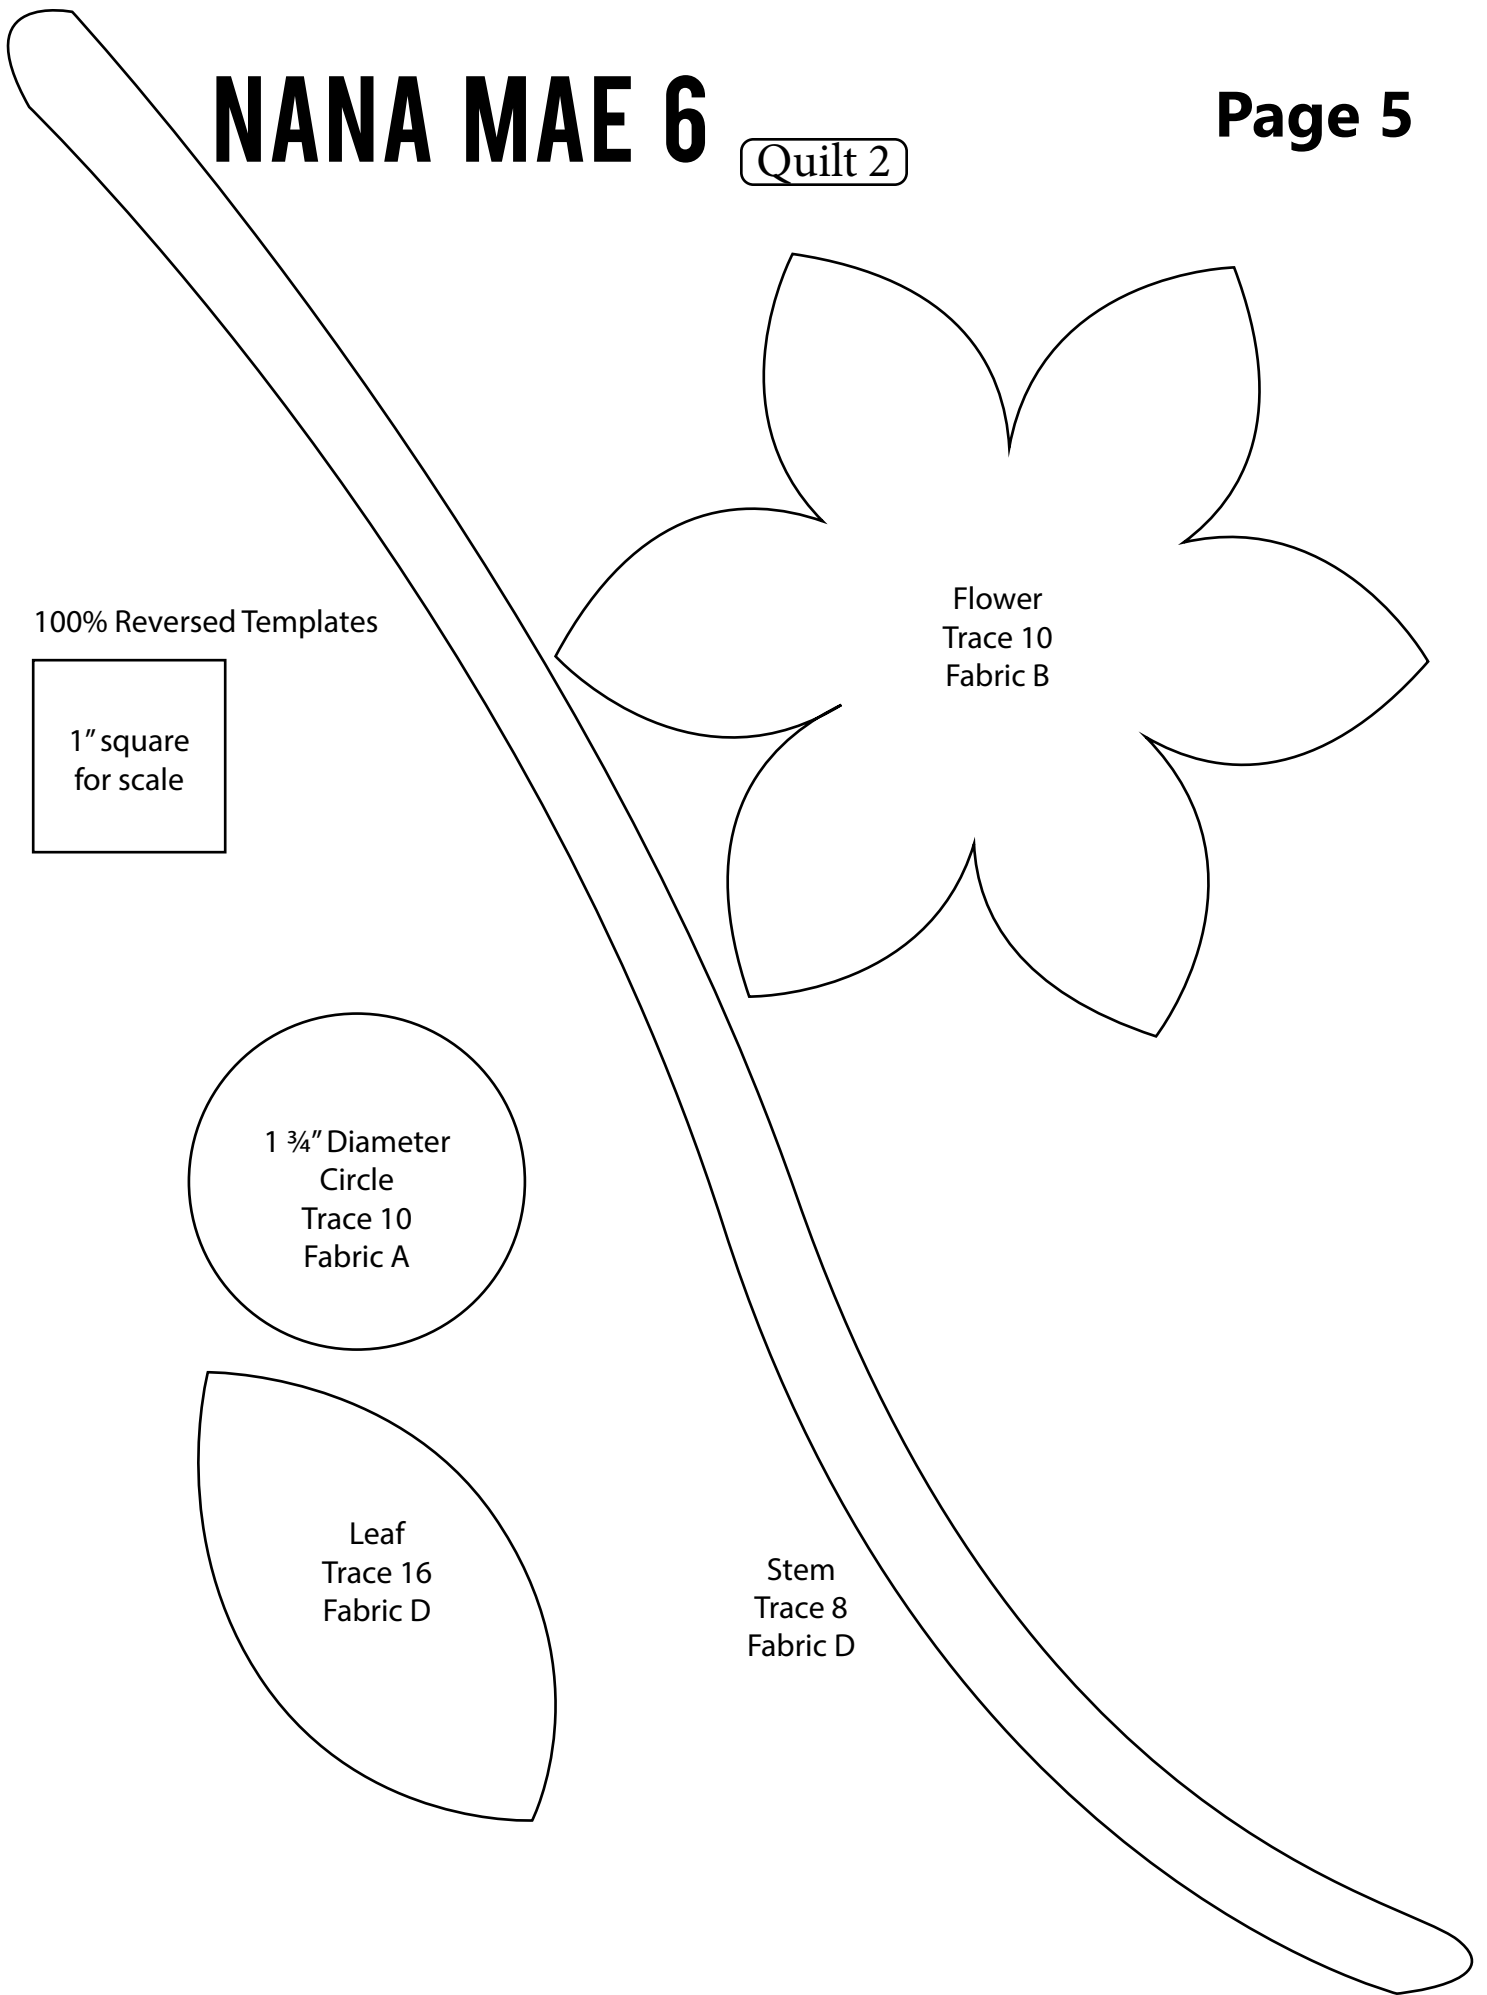 NANA MAE 6
Quilt 2
Page 5
Flower
Trace 10
Fabric B
100% Reversed Templates
1” square
for scale
1 ¾” Diameter
Circle
Trace 10
Fabric A
Leaf
Trace 16
Fabric D
Stem
Trace 8
Fabric D